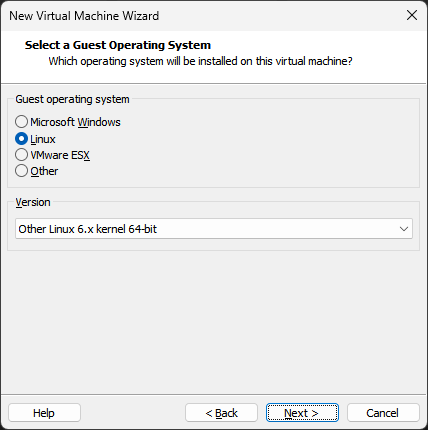 New Virtual Machine Wizard
Select a Guest Operating System
Which operating system will be installed on this virtual machine?
Guest operating system
Microsoft Windows
Linux
VMware ESX
Other
Version
Other Linux 6.x kernel 64-bit
Help
< Back
Next >
Cancel